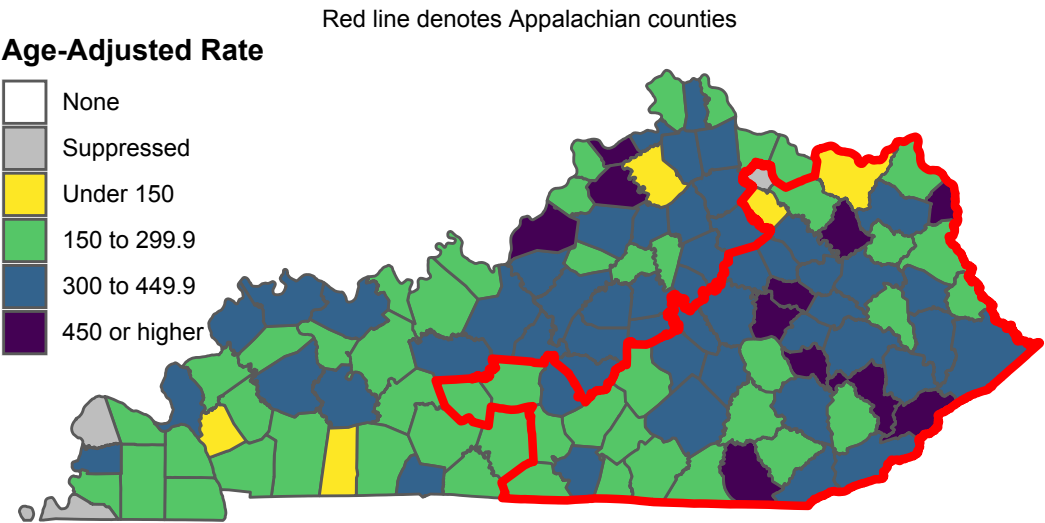 Red line denotes Appalachian counties
Age-Adjusted Rate
None
Suppressed
Under 150
150 to 299.9
300 to 449.9
450 or higher